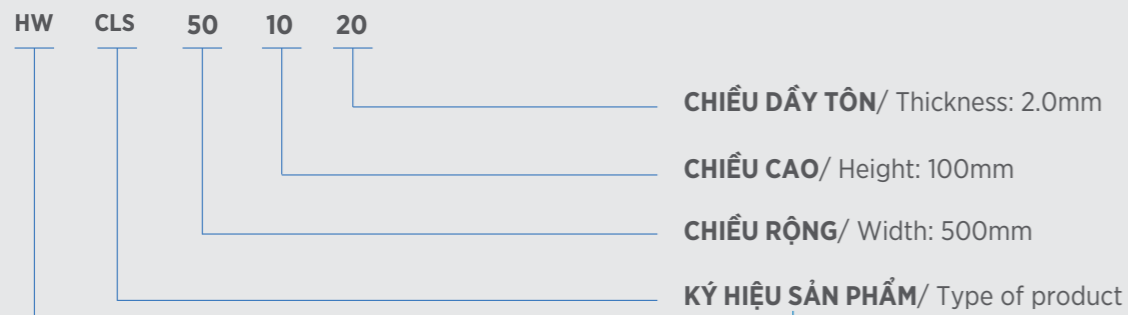 HW CLS 50 10 20
CHIỀU DẦY TÔN/ Thickness: 2.0mm
CHIỀU CAO/ Height: 100mm
CHIỀU RỘNG/ Width: 500mm
KÝ HIỆU SẢN PHẨM/ Type of product